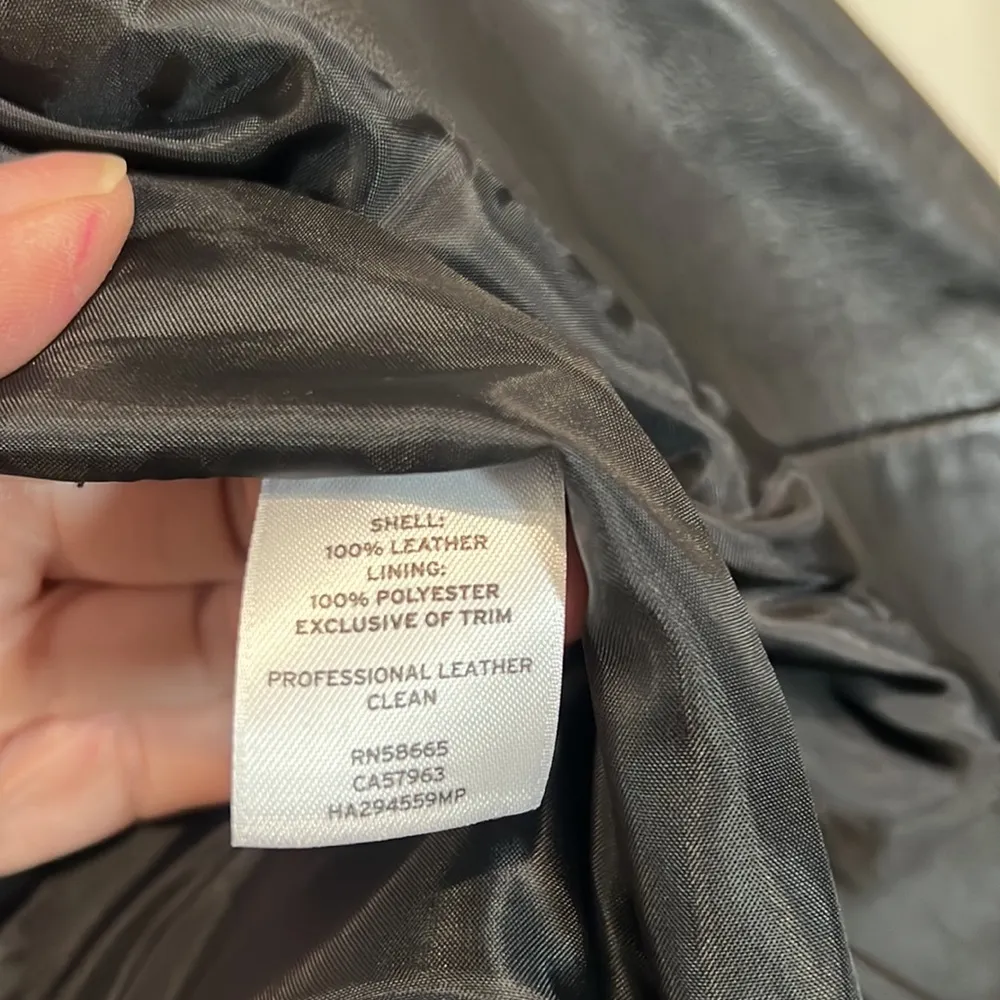 SHELL:
100% LEATHER
LINING:
100% POLYESTER
EXCLUSIVE OF TRIM
PROFESSIONAL LEATHER
CLEAN
RN58665
CA57963
HA294559MP